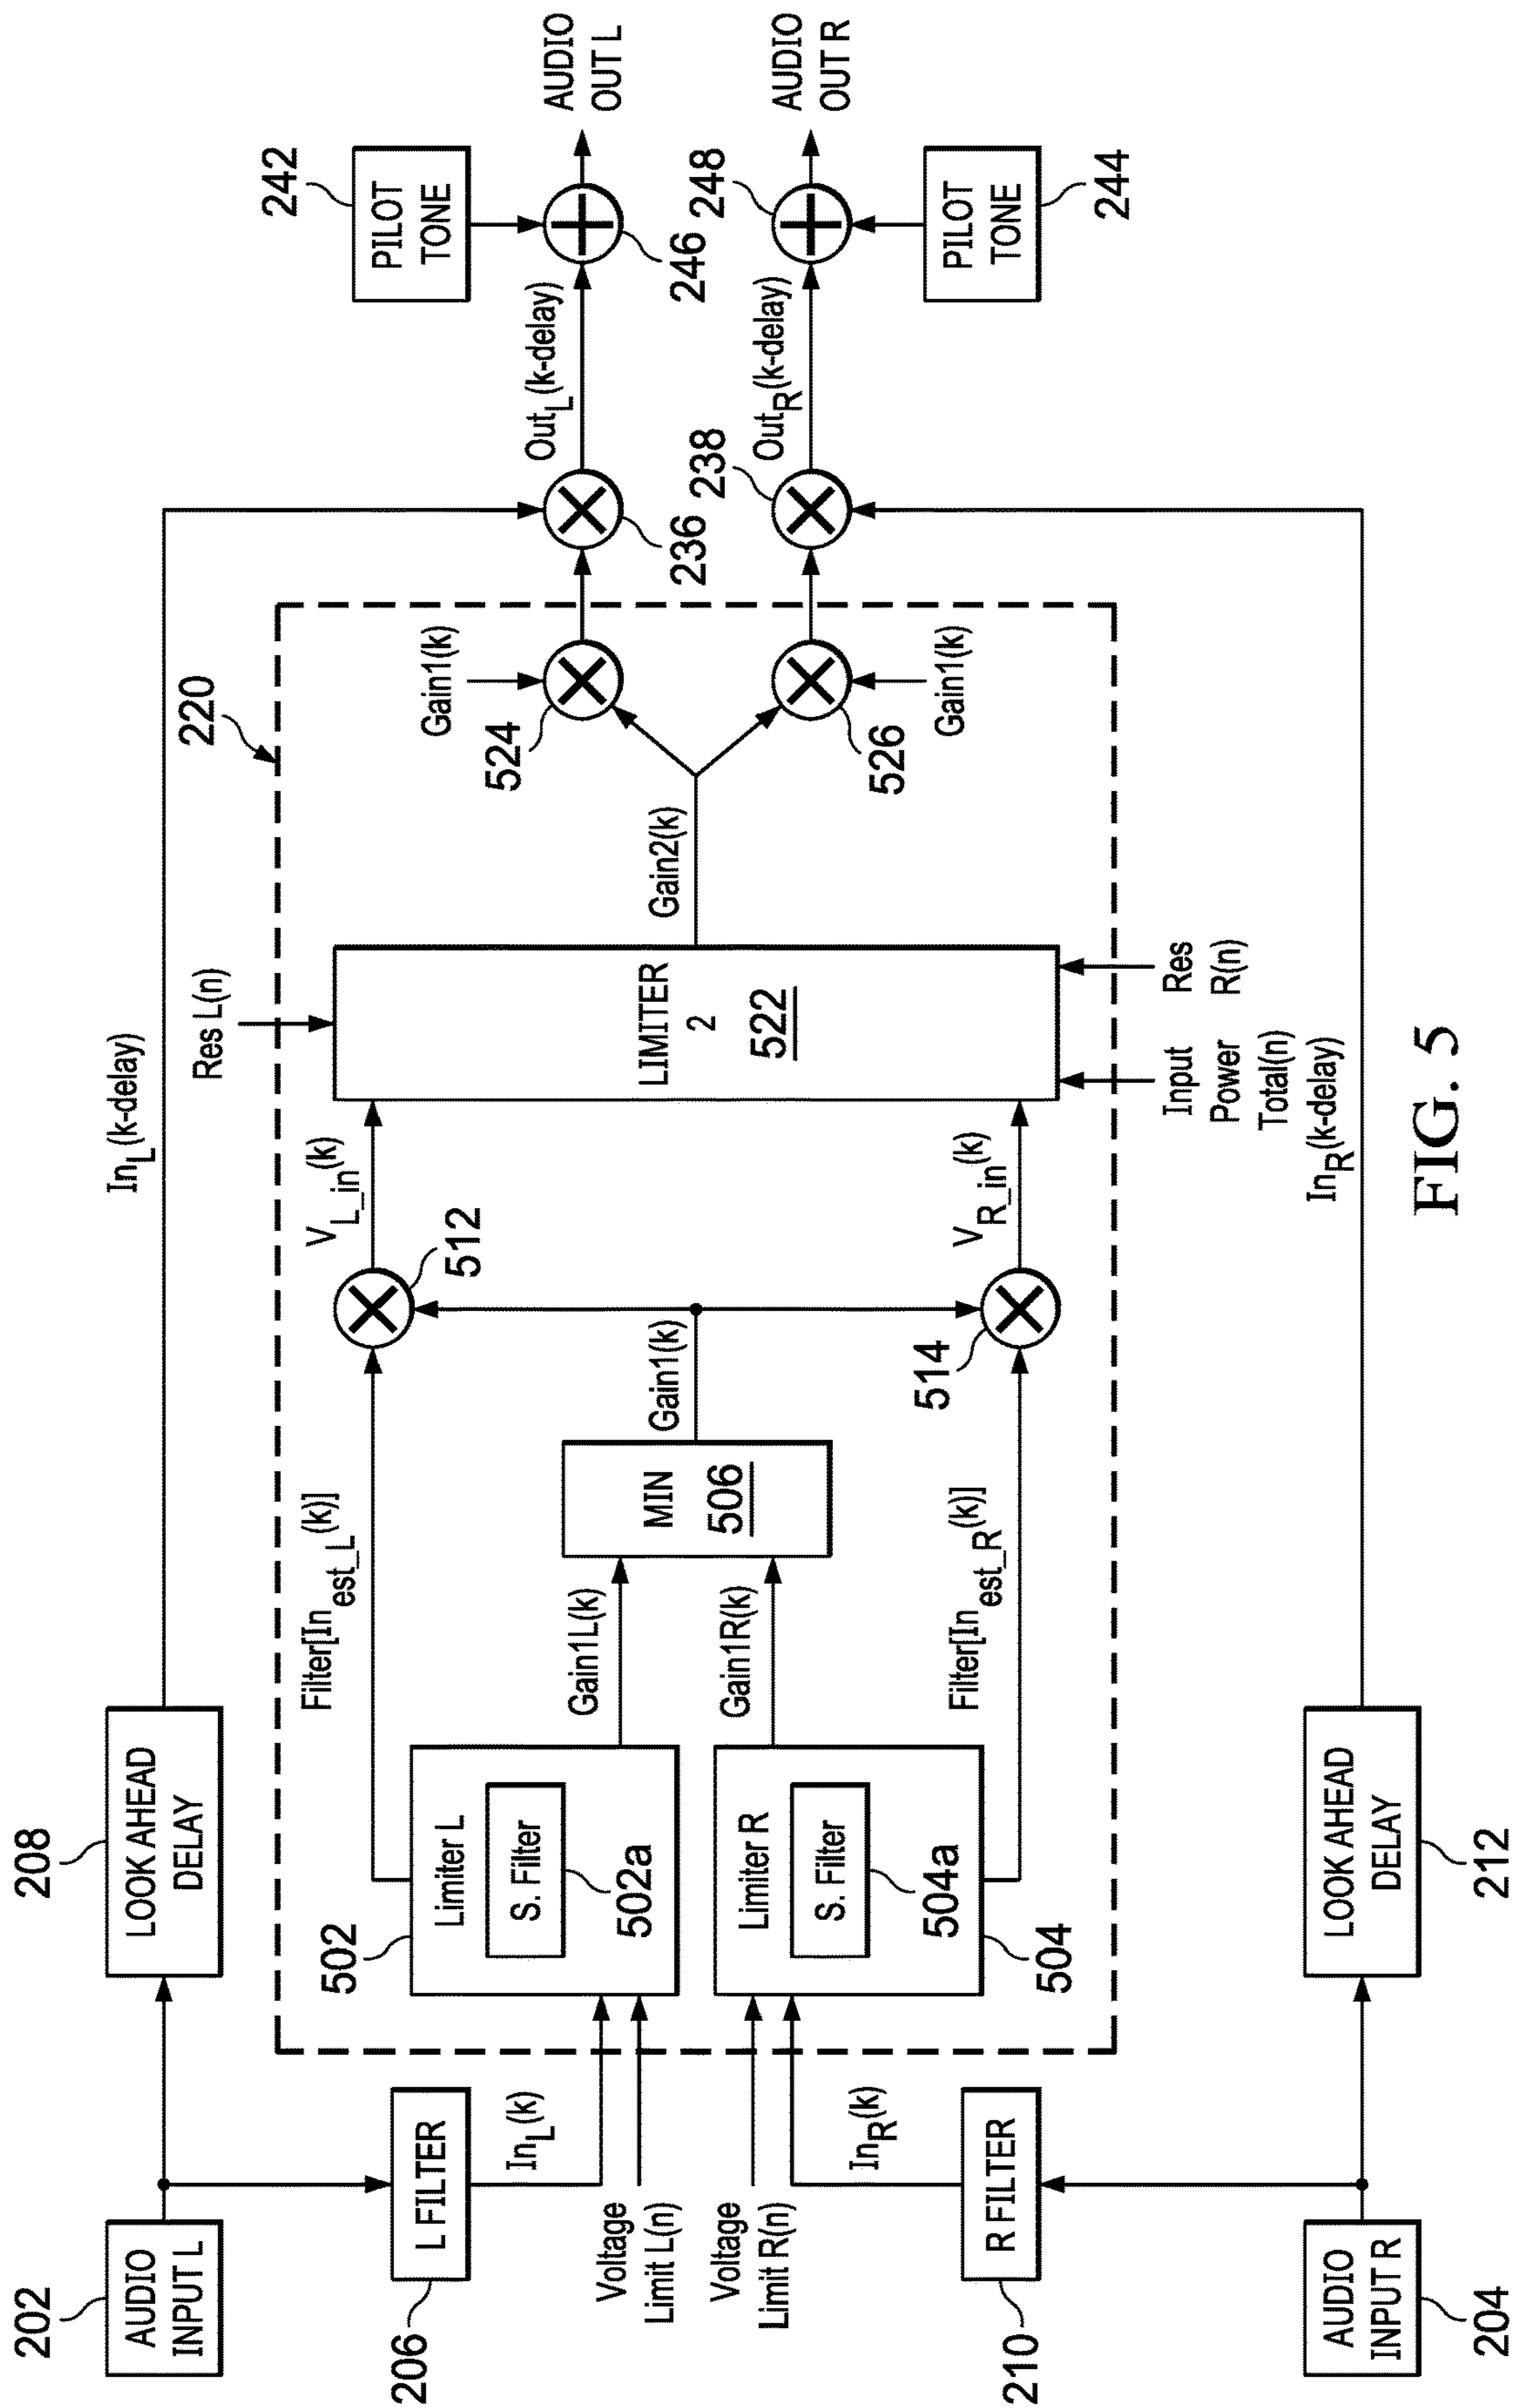 202
AUDIO
INPUT L
208
LOOK AHEAD
DELAY
In_L(k-delay)
206
L FILTER
In_L(k)
Voltage
Limit L(n)
Voltage
Limit R(n)
In_R(k)
R FILTER
210
AUDIO
INPUT R
204
220
502
Limiter L
S. Filter
502a
Limiter R
S. Filter
504a
504
Filter[In_est_L(k)]
Gain1L(k)
Gain1R(k)
Filter[In_est_R(k)]
MIN
506
Gain1(k)
512
514
V_L_in(k)
V_R_in(k)
Res L(n)
LIMITER
2
522
Input
Power
Total(n)
Res
R(n)
Gain2(k)
Gain1(k)
524
526
Gain1(k)
236
238
Out_L(k-delay)
Out_R(k-delay)
242
PILOT
TONE
246
248
PILOT
TONE
244
AUDIO
OUT L
AUDIO
OUT R
LOOK AHEAD
DELAY
212
In_R(k-delay)
FIG. 5